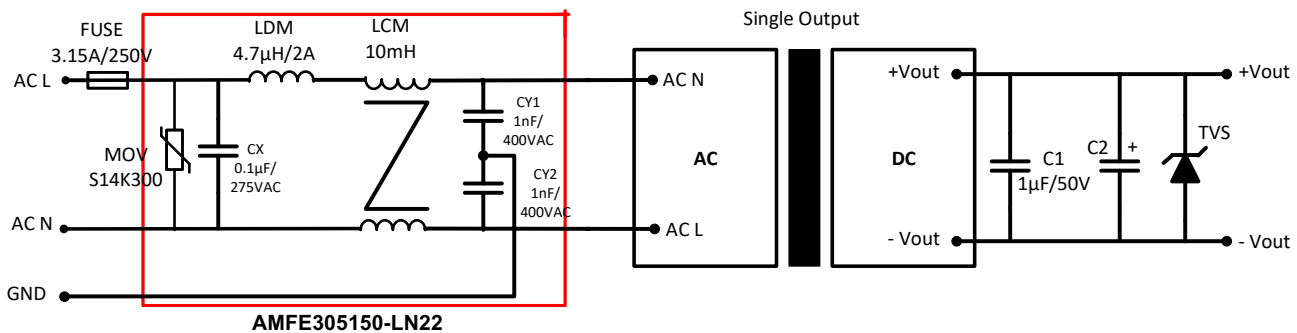 Single Output
FUSE
3.15A/250V
LDM
4.7µH/2A
LCM
10mH
AC L
AC N
+Vout
+Vout
CY1
1nF/
400VAC
MOV
S14K300
CX
0.1µF/
275VAC
AC
DC
C1
1µF/50V
C2
+
TVS
CY2
1nF/
400VAC
AC N
AC L
- Vout
- Vout
GND
AMFE305150-LN22